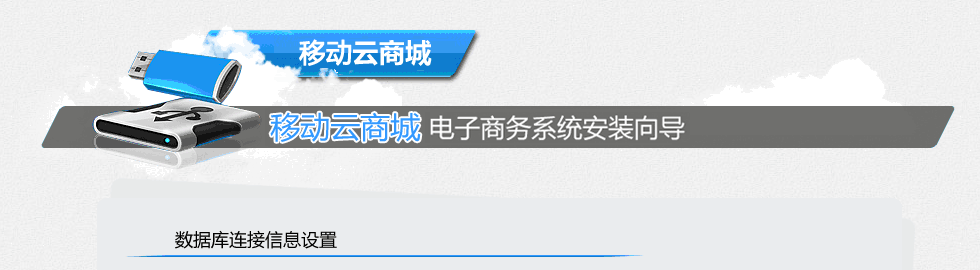 移动云商城
移动云商城 电子商务系统安装向导
数据库连接信息设置